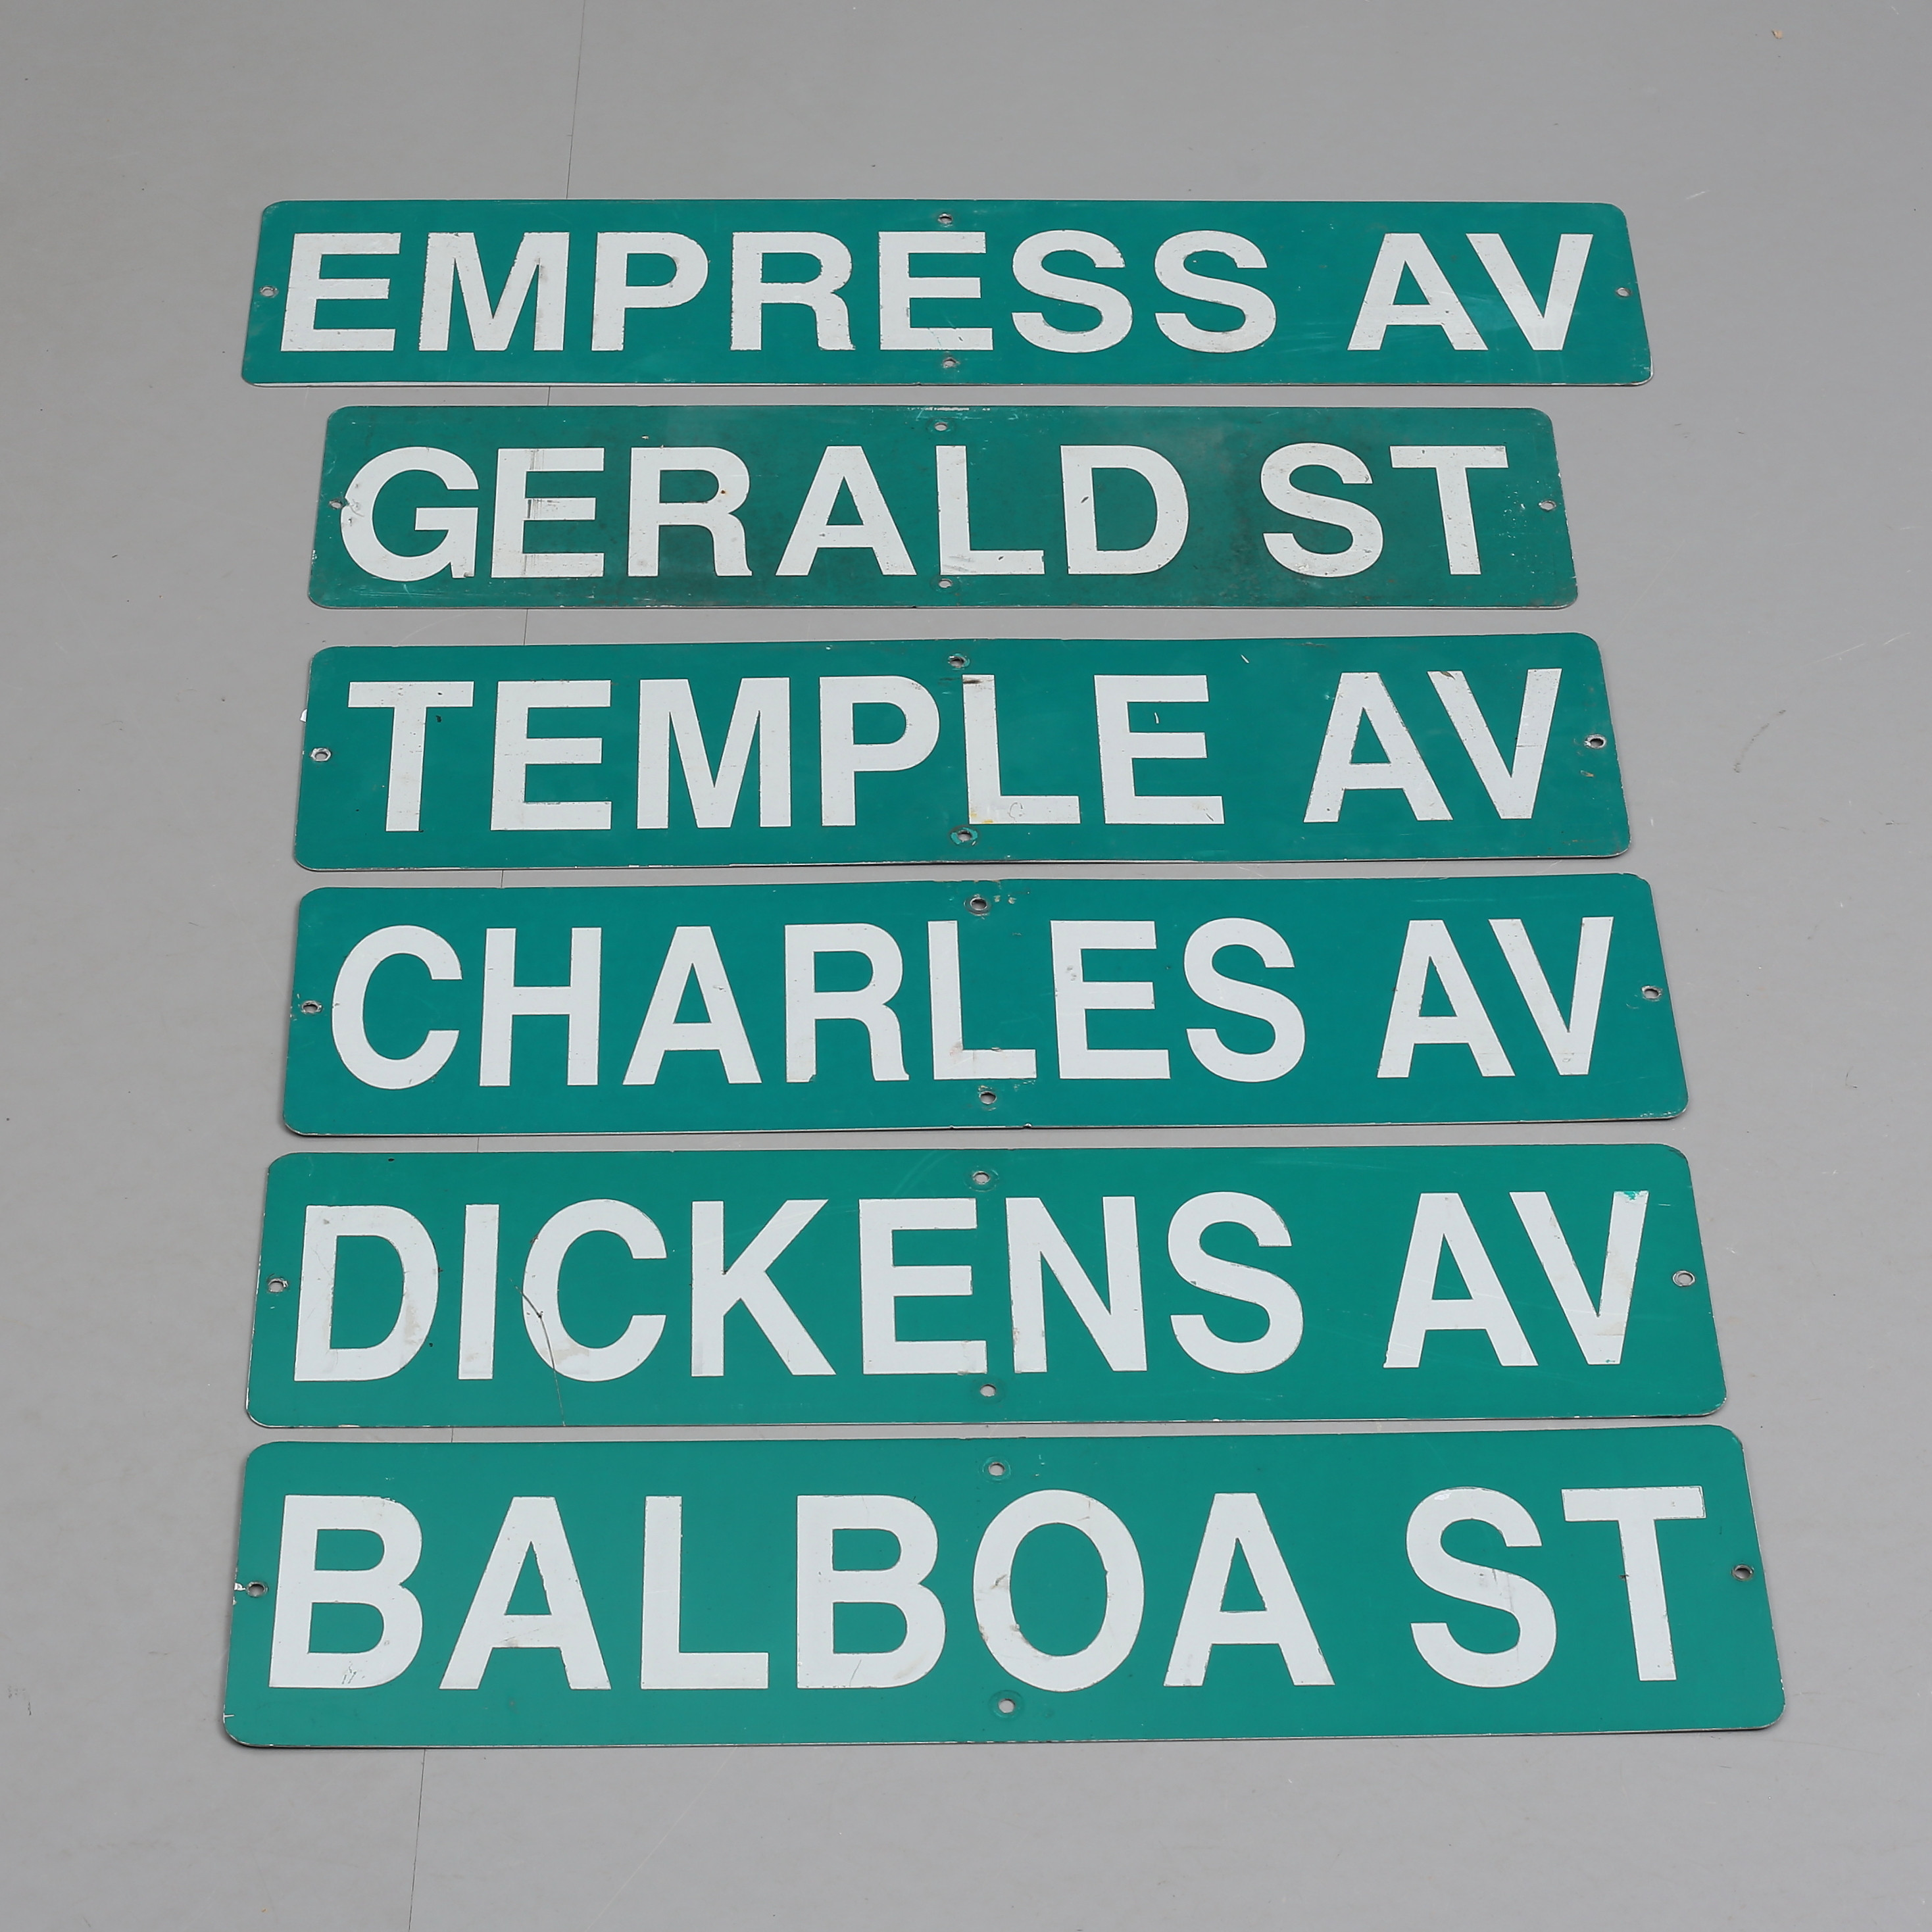 EMPRESS AV
GERALD ST
TEMPLE AV
CHARLES AV
DICKENS AV
BALBOA ST